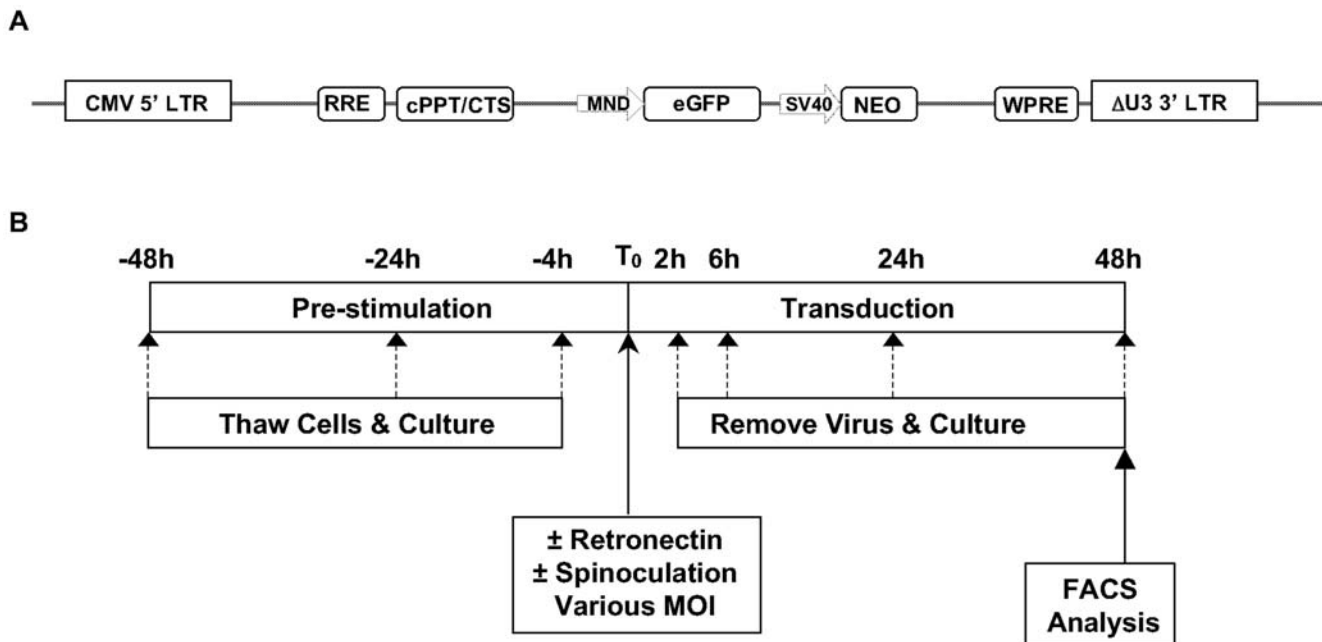 A
CMV 5' LTR RRE cPPT/CTS MND eGFP SV40 NEO WPRE ΔU3 3' LTR
B
-48h -24h -4h T₀ 2h 6h 24h 48h
Pre-stimulation Transduction
Thaw Cells & Culture Remove Virus & Culture
± Retronectin
± Spinoculation
Various MOI
FACS
Analysis